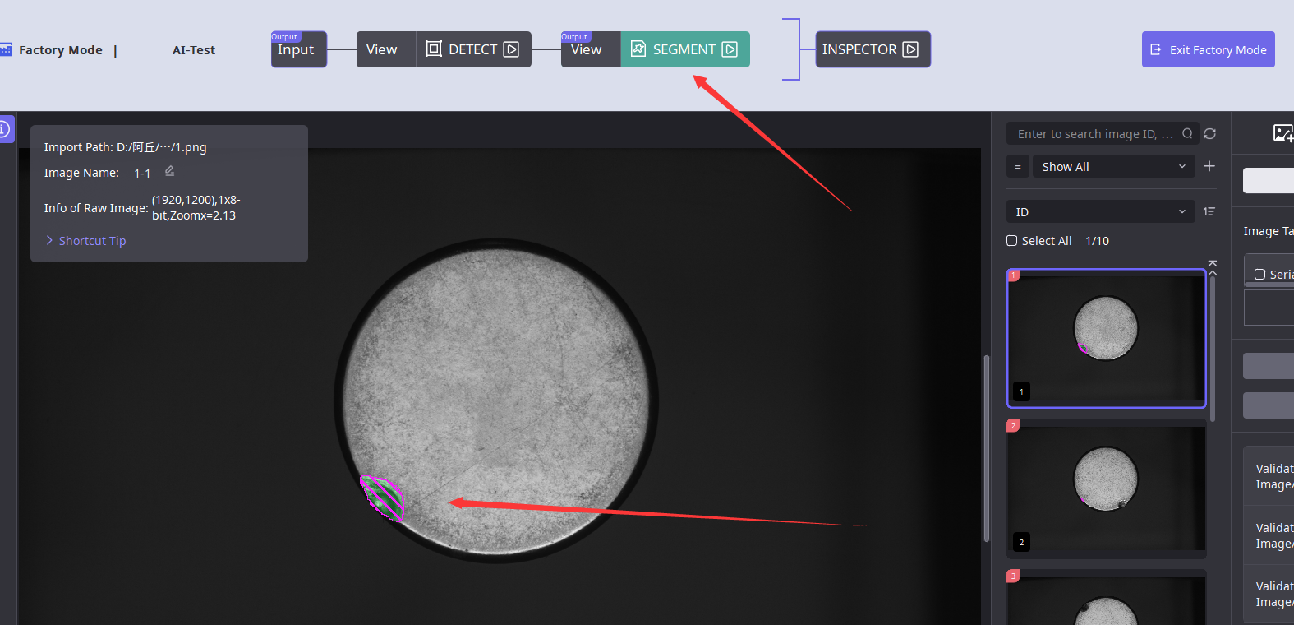 Factory Mode |
AI-Test
Output
Input
View
DETECT
Output
View
SEGMENT
INSPECTOR
Exit Factory Mode
Import Path: D:/阿丘/···/1.png
Image Name: 1-1
Info of Raw Image: (1920,1200),1x8-
bit,Zoomx=2.13
> Shortcut Tip
Enter to search image ID, ...
= Show All
ID
Select All 1/10
1
1
2
2
3
Image Ta
Seria
Validat
Image/
Validat
Image/
Validat
Image/